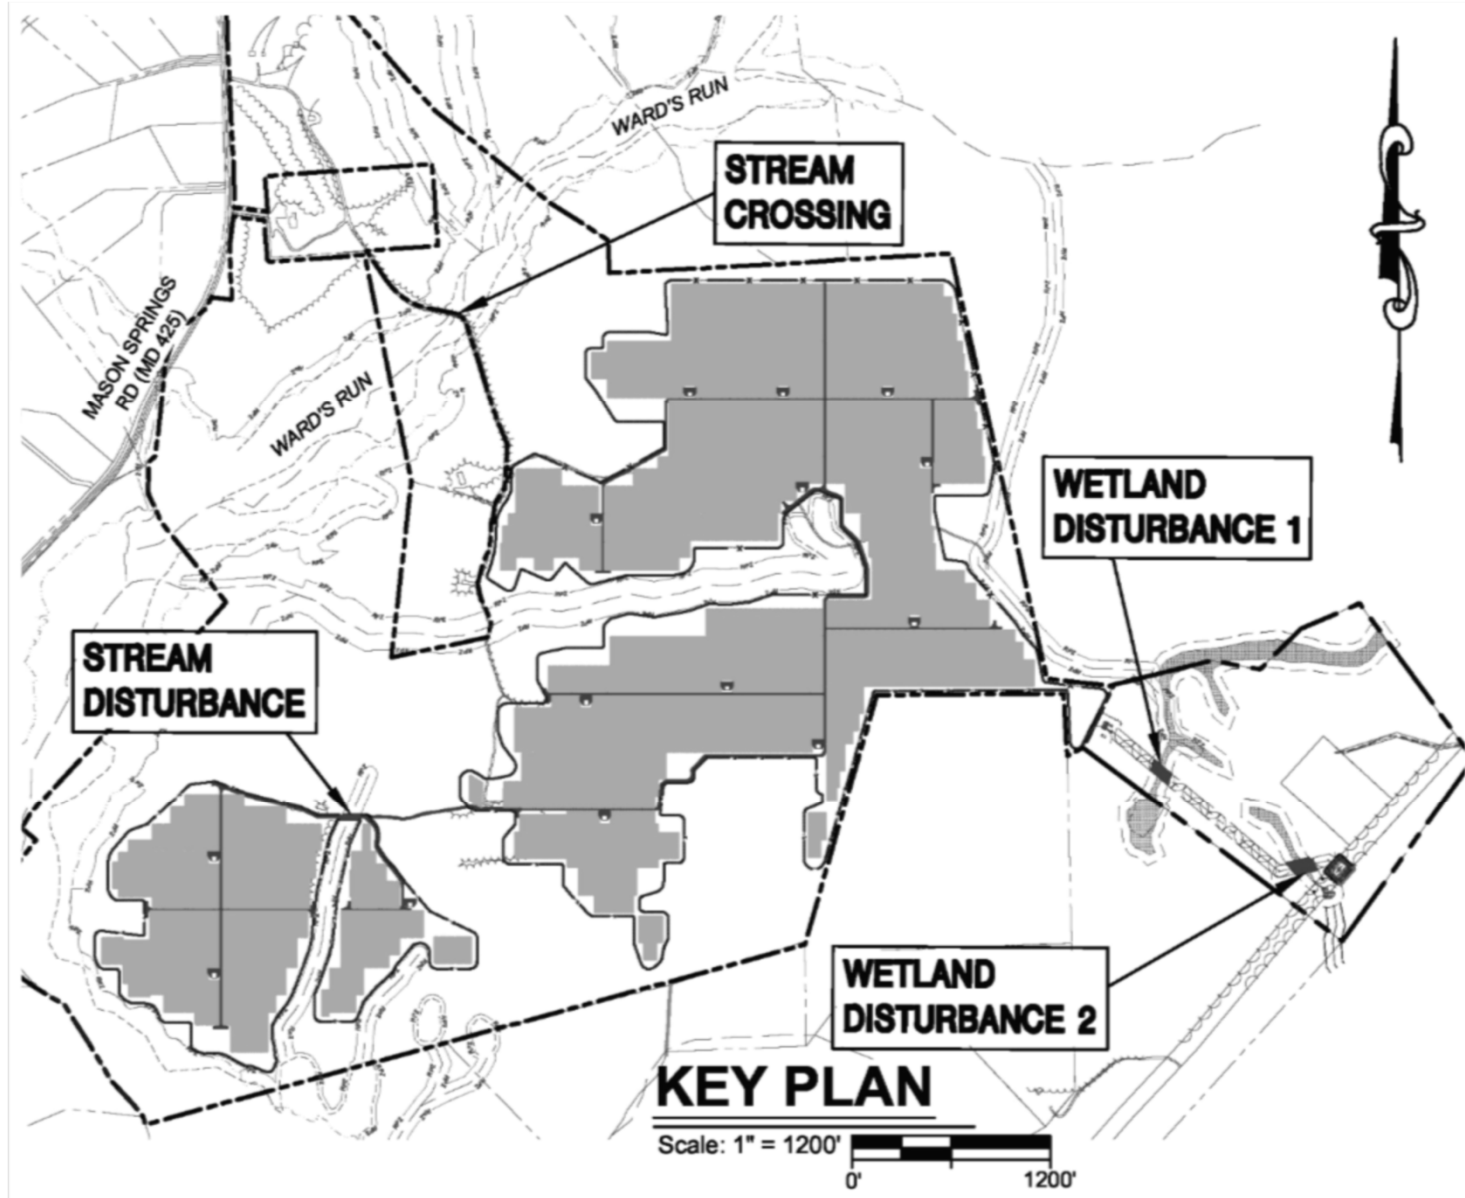 WARD'S RUN
STREAM
CROSSING
MASON SPRINGS
RD (MD 425)
WARD'S RUN
WETLAND
DISTURBANCE 1
STREAM
DISTURBANCE
WETLAND
DISTURBANCE 2
KEY PLAN
Scale: 1" = 1200'
0'
1200'